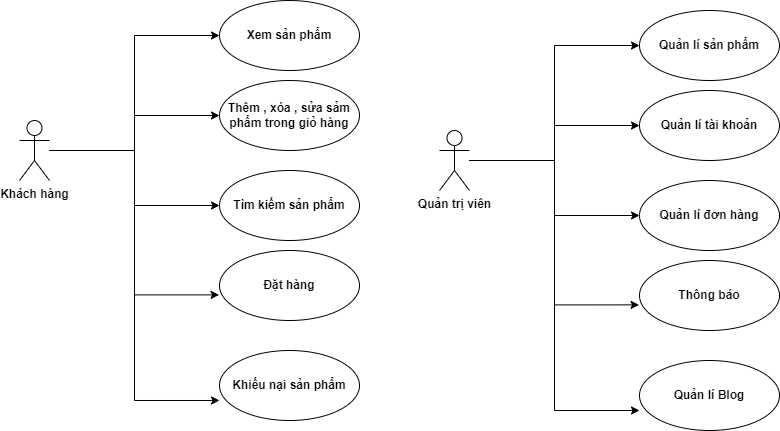 Xem sản phẩm
Thêm , xóa , sửa sảm
phẩm trong giỏ hàng
Khách hàng
Tìm kiếm sản phẩm
Đặt hàng
Khiếu nại sản phẩm
Quản lí sản phẩm
Quản lí tài khoản
Quản trị viên
Quản lí đơn hàng
Thông báo
Quản lí Blog